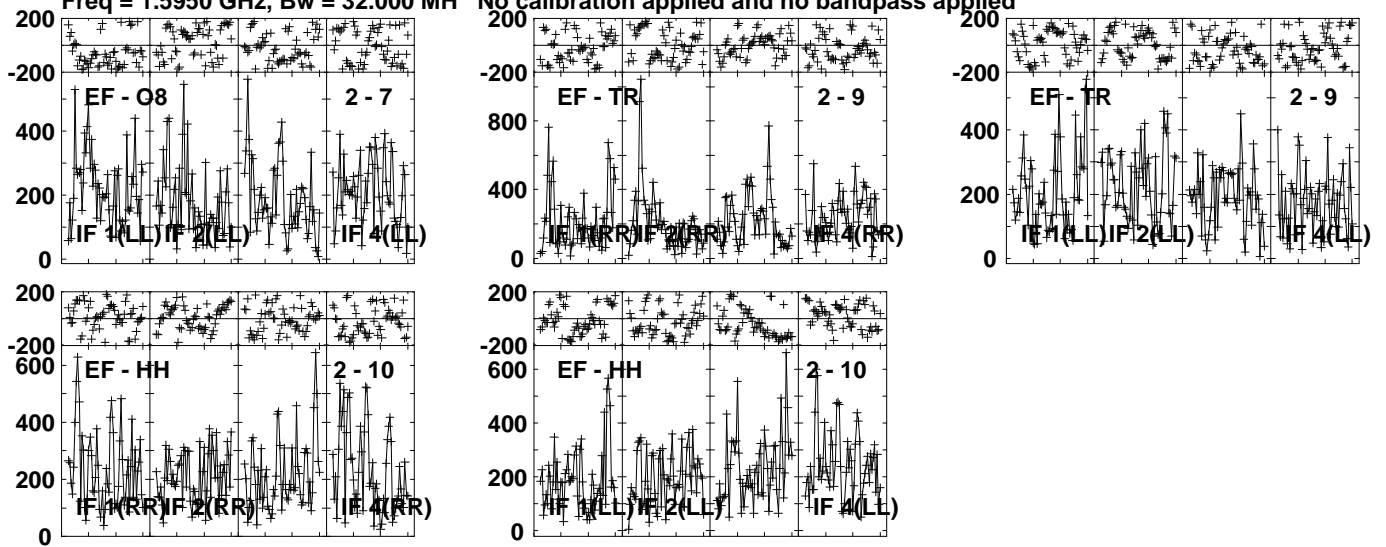 Freq = 1.5950 GHz, Bw = 32.000 MH No calibration applied and no bandpass applied
200
-200
EF - O8 2 - 7
400
200
0
IF 1(LL) IF 2(LL) IF 4(LL)
200
-200
EF - TR 2 - 9
800
400
0
IF 1(RR) IF 2(RR) IF 4(RR)
200
-200
EF - TR 2 - 9
400
200
0
IF 1(LL) IF 2(LL) IF 4(LL)
200
-200
EF - HH 2 - 10
600
400
200
0
IF 1(RR) IF 2(RR) IF 4(RR)
200
-200
EF - HH 2 - 10
600
400
200
0
IF 1(LL) IF 2(LL) IF 4(LL)